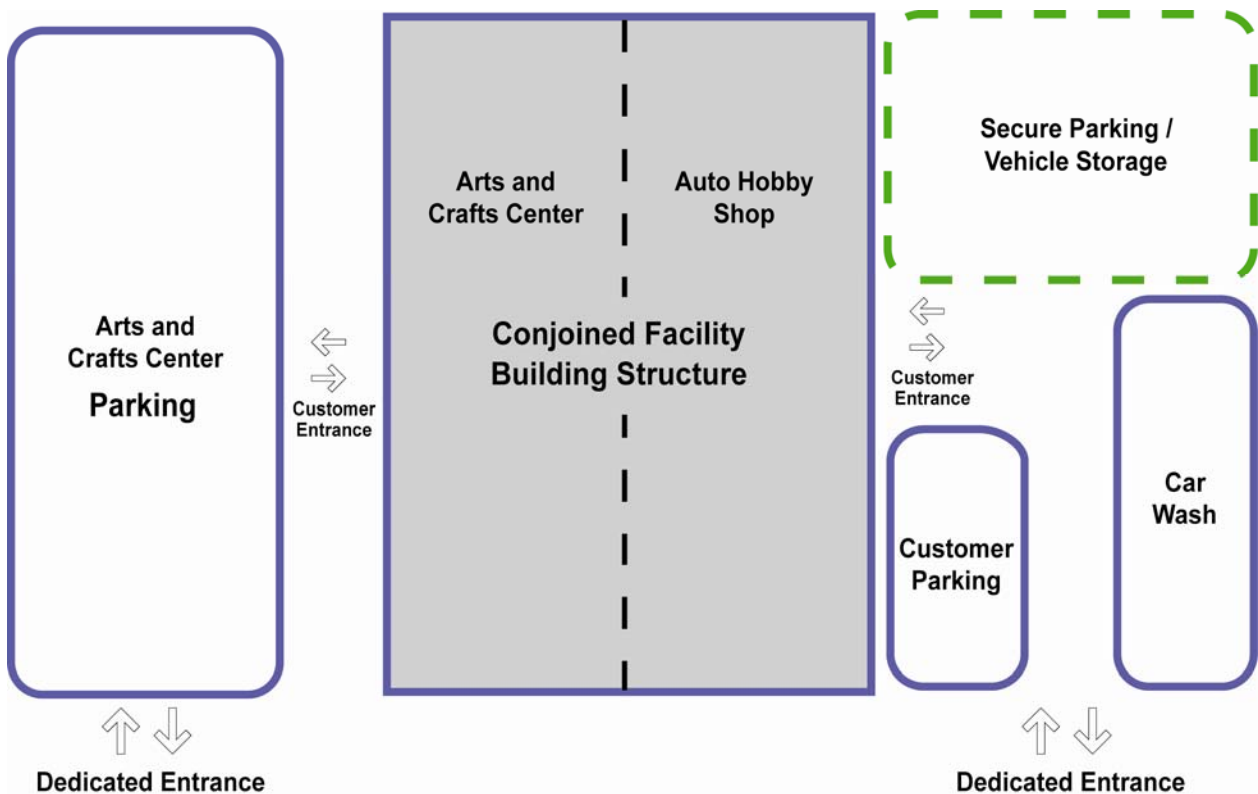 Arts and
Crafts Center
Parking
Customer
Entrance
Dedicated Entrance
Arts and
Crafts Center
Auto Hobby
Shop
Conjoined Facility
Building Structure
Secure Parking /
Vehicle Storage
Customer
Entrance
Customer
Parking
Car
Wash
Dedicated Entrance